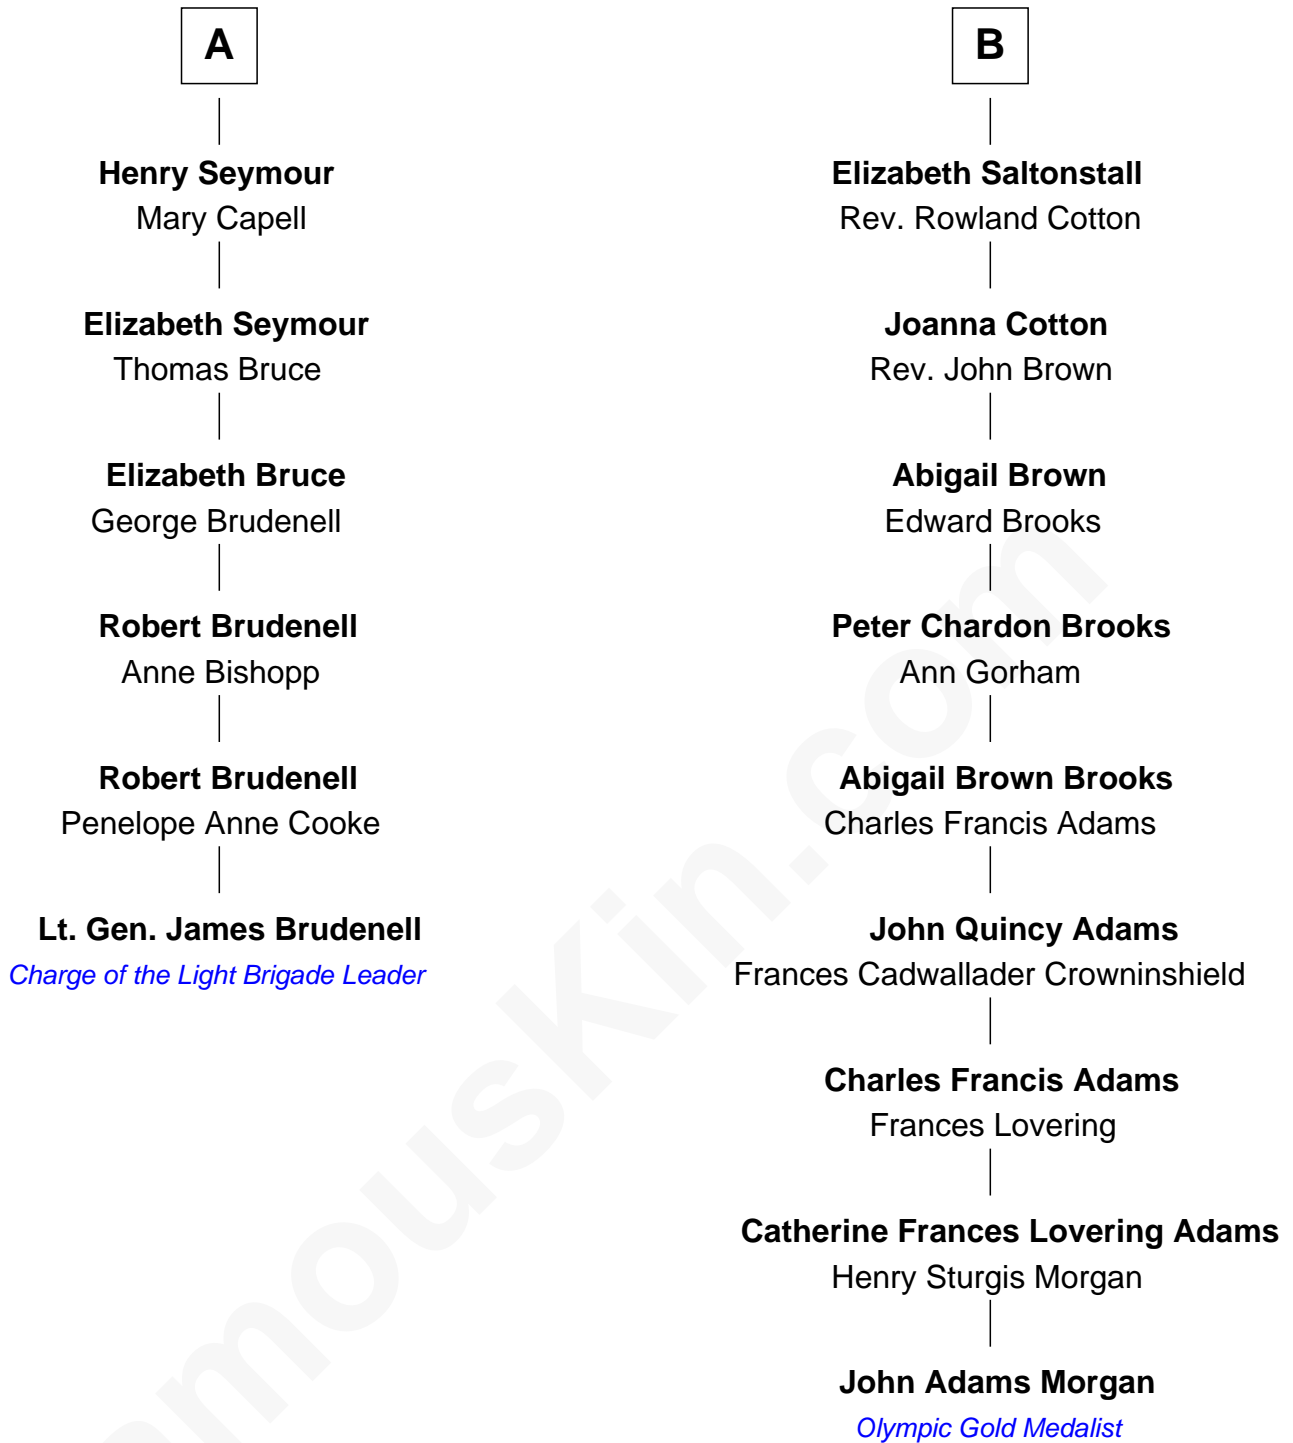 A
Henry Seymour
Mary Capell
Elizabeth Seymour
Thomas Bruce
Elizabeth Bruce
George Brudenell
Robert Brudenell
Anne Bishopp
Robert Brudenell
Penelope Anne Cooke
Lt. Gen. James Brudenell
Charge of the Light Brigade Leader
B
Elizabeth Saltonstall
Rev. Rowland Cotton
Joanna Cotton
Rev. John Brown
Abigail Brown
Edward Brooks
Peter Chardon Brooks
Ann Gorham
Abigail Brown Brooks
Charles Francis Adams
John Quincy Adams
Frances Cadwallader Crowninshield
Charles Francis Adams
Frances Lovering
Catherine Frances Lovering Adams
Henry Sturgis Morgan
John Adams Morgan
Olympic Gold Medalist
amouskin.com